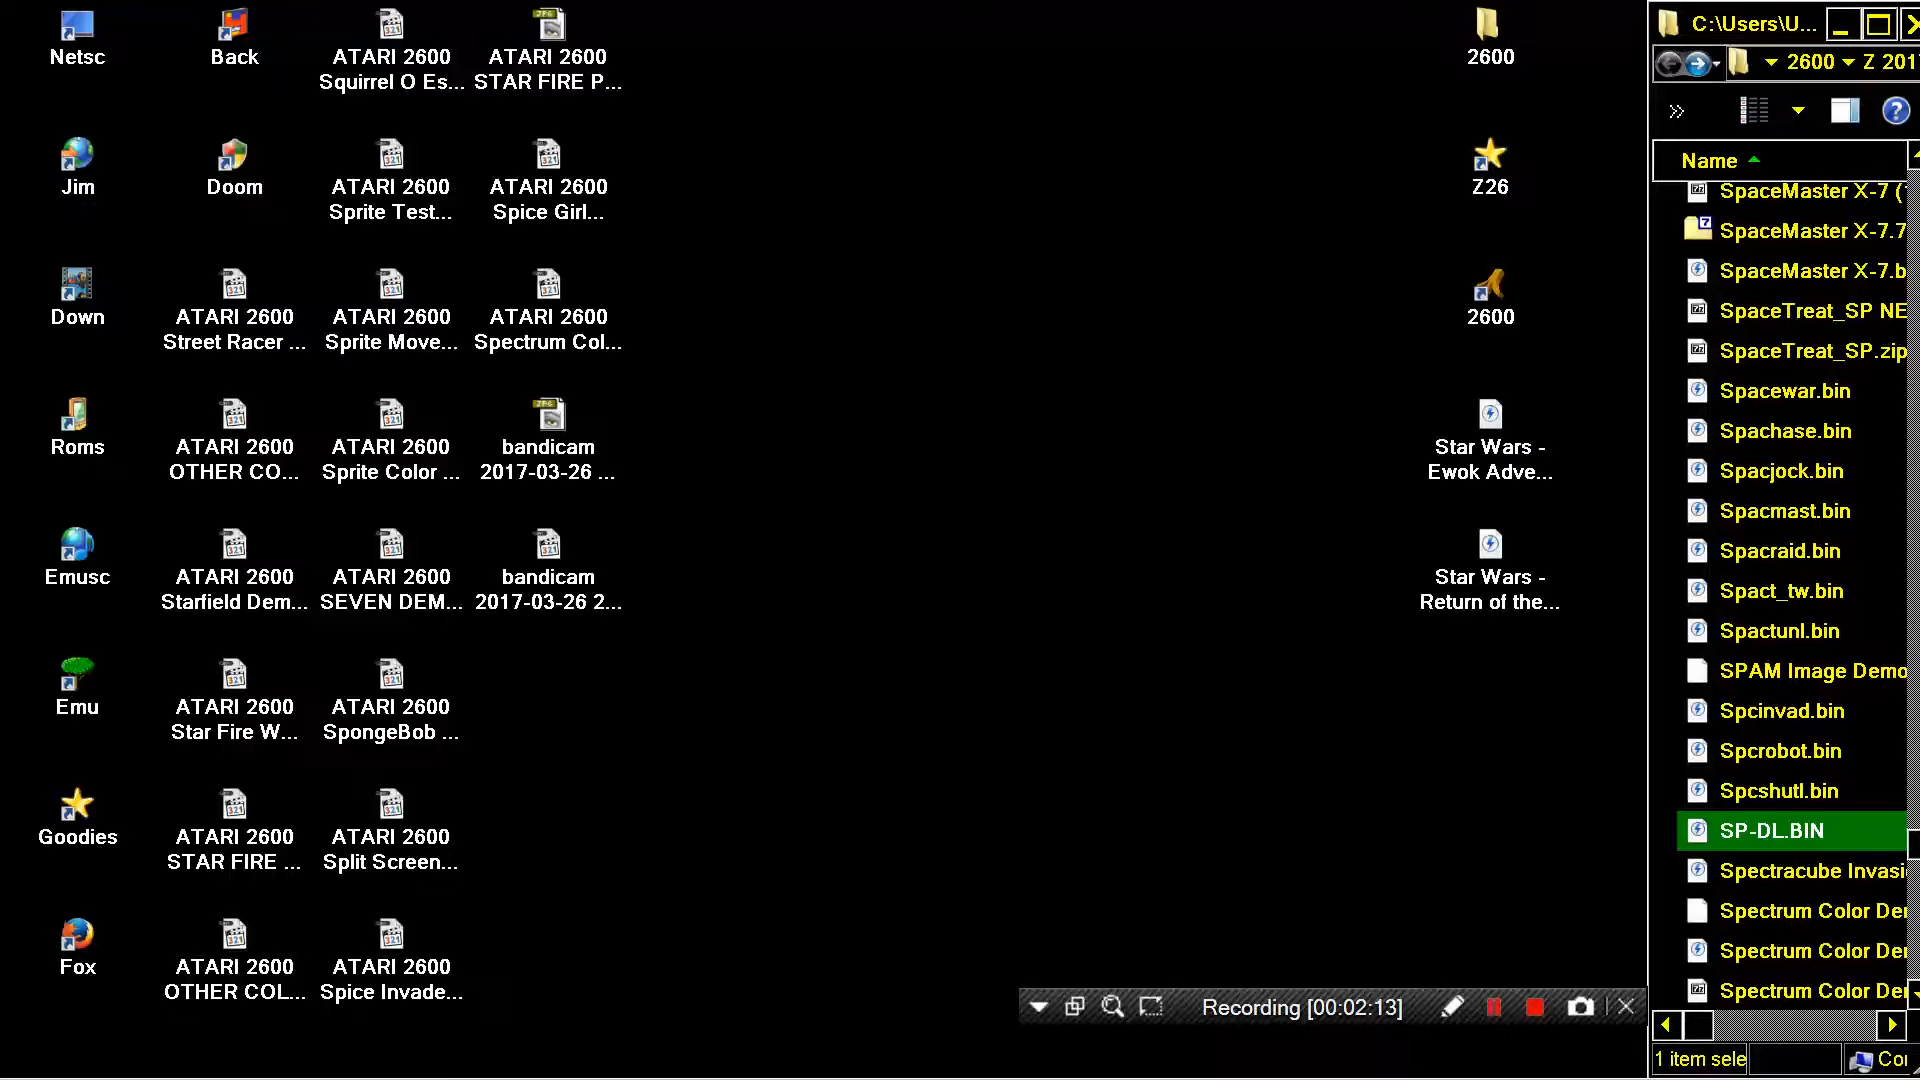 Netsc
Back
ATARI 2600
Squirrel O Es...
ATARI 2600
STAR FIRE P...
2600
Jim
Doom
ATARI 2600
Sprite Test...
ATARI 2600
Spice Girl...
Z26
Down
ATARI 2600
Street Racer ...
ATARI 2600
Sprite Move...
ATARI 2600
Spectrum Col...
2600
Roms
ATARI 2600
OTHER CO...
ATARI 2600
Sprite Color ...
bandicam
2017-03-26 ...
Star Wars -
Ewok Adve...
Emusc
ATARI 2600
Starfield Dem...
ATARI 2600
SEVEN DEM...
bandicam
2017-03-26 2...
Star Wars -
Return of the...
Emu
ATARI 2600
Star Fire W...
ATARI 2600
SpongeBob ...
Goodies
ATARI 2600
STAR FIRE ...
ATARI 2600
Split Screen...
Fox
ATARI 2600
OTHER COL...
ATARI 2600
Spice Invade...
Recording [00:02:13]
C:\Users\U...
2600 Z 201
Name
SpaceMaster X-7 (
SpaceMaster X-7.7
SpaceMaster X-7.b
SpaceTreat_SP NE
SpaceTreat_SP.zip
Spacewar.bin
Spachase.bin
Spacjock.bin
Spacmast.bin
Spacraid.bin
Spact_tw.bin
Spactunl.bin
SPAM Image Demo
Spcinvad.bin
Spcrobot.bin
Spcshutl.bin
SP-DL.BIN
Spectracube Invasi
Spectrum Color De
Spectrum Color De
Spectrum Color De
1 item sele
Co